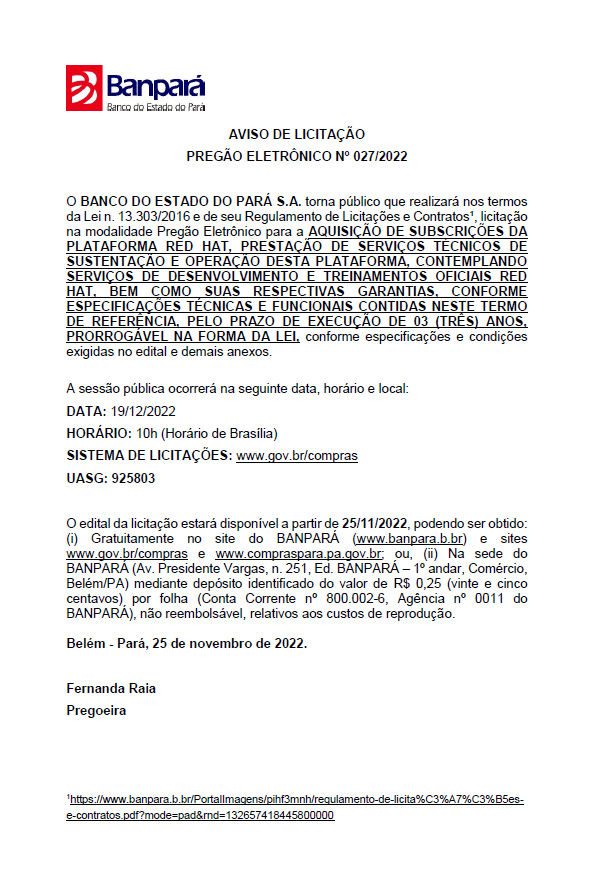 Banpará
Banco do Estado do Pará
AVISO DE LICITAÇÃO
PREGÃO ELETRÔNICO Nº 027/2022
O BANCO DO ESTADO DO PARÁ S.A. torna público que realizará nos termos
da Lei n. 13.303/2016 e de seu Regulamento de Licitações e Contratos¹, licitação
na modalidade Pregão Eletrônico para a AQUISIÇÃO DE SUBSCRIÇÕES DA
PLATAFORMA RED HAT, PRESTAÇÃO DE SERVIÇOS TÉCNICOS DE
SUSTENTAÇÃO E OPERAÇÃO DESTA PLATAFORMA, CONTEMPLANDO
SERVIÇOS DE DESENVOLVIMENTO E TREINAMENTOS OFICIAIS RED
HAT, BEM COMO SUAS RESPECTIVAS GARANTIAS, CONFORME
ESPECIFICAÇÕES TÉCNICAS E FUNCIONAIS CONTIDAS NESTE TERMO
DE REFERÊNCIA, PELO PRAZO DE EXECUÇÃO DE 03 (TRÊS) ANOS,
PRORROGÁVEL NA FORMA DA LEI, conforme especificações e condições
exigidas no edital e demais anexos.
A sessão pública ocorrerá na seguinte data, horário e local:
DATA: 19/12/2022
HORÁRIO: 10h (Horário de Brasília)
SISTEMA DE LICITAÇÕES: www.gov.br/compras
UASG: 925803
O edital da licitação estará disponível a partir de 25/11/2022, podendo ser obtido:
(i) Gratuitamente no site do BANPARÁ (www.banpara.b.br) e sites
www.gov.br/compras e www.compraspara.pa.gov.br; ou, (ii) Na sede do
BANPARÁ (Av. Presidente Vargas, n. 251, Ed. BANPARÁ – 1º andar, Comércio,
Belém/PA) mediante depósito identificado do valor de R$ 0,25 (vinte e cinco
centavos) por folha (Conta Corrente nº 800.002-6, Agência nº 0011 do
BANPARÁ), não reembolsável, relativos aos custos de reprodução.
Belém - Pará, 25 de novembro de 2022.
Fernanda Raia
Pregoeira
¹https://www.banpara.b.br/PortalImagens/pihf3mnh/regulamento-de-licita%C3%A7%C3%B5es-
e-contratos.pdf?mode=pad&rnd=132657418445800000